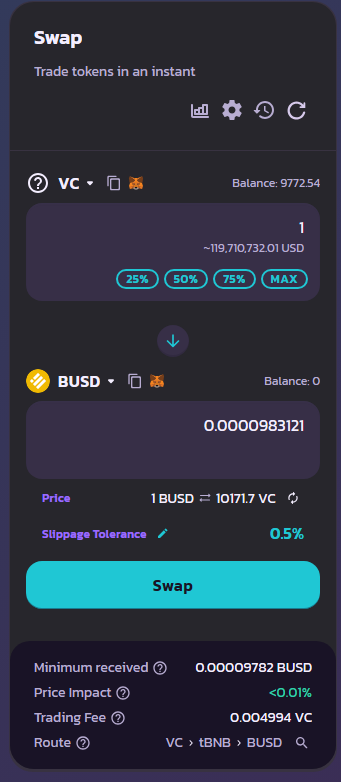 Swap
Trade tokens in an instant
VC Balance: 9772.54
1
~119,710,732.01 USD
25% 50% 75% MAX
BUSD Balance: 0
0.0000983121
Price 1 BUSD ⇄ 10171.7 VC
Slippage Tolerance 0.5%
Swap
Minimum received 0.00009782 BUSD
Price Impact <0.01%
Trading Fee 0.004994 VC
Route VC › tBNB › BUSD